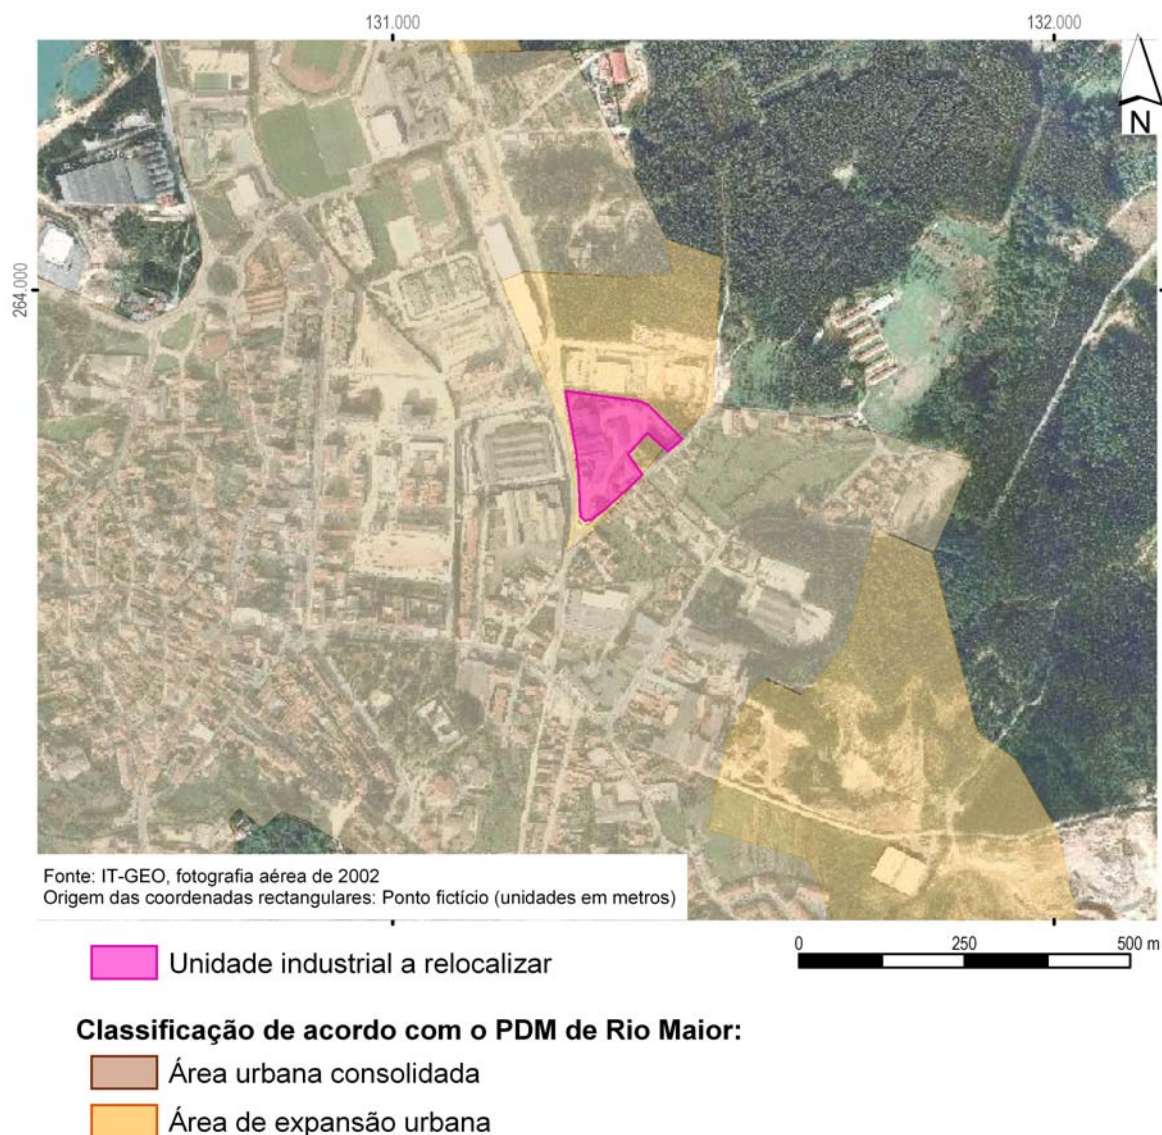 131.000
132.000
N
264.000
Fonte: IT-GEO, fotografia aérea de 2002
Origem das coordenadas rectangulares: Ponto fictício (unidades em metros)
Unidade industrial a relocalizar
0 250 500 m
Classificação de acordo com o PDM de Rio Maior:
Área urbana consolidada
Área de expansão urbana